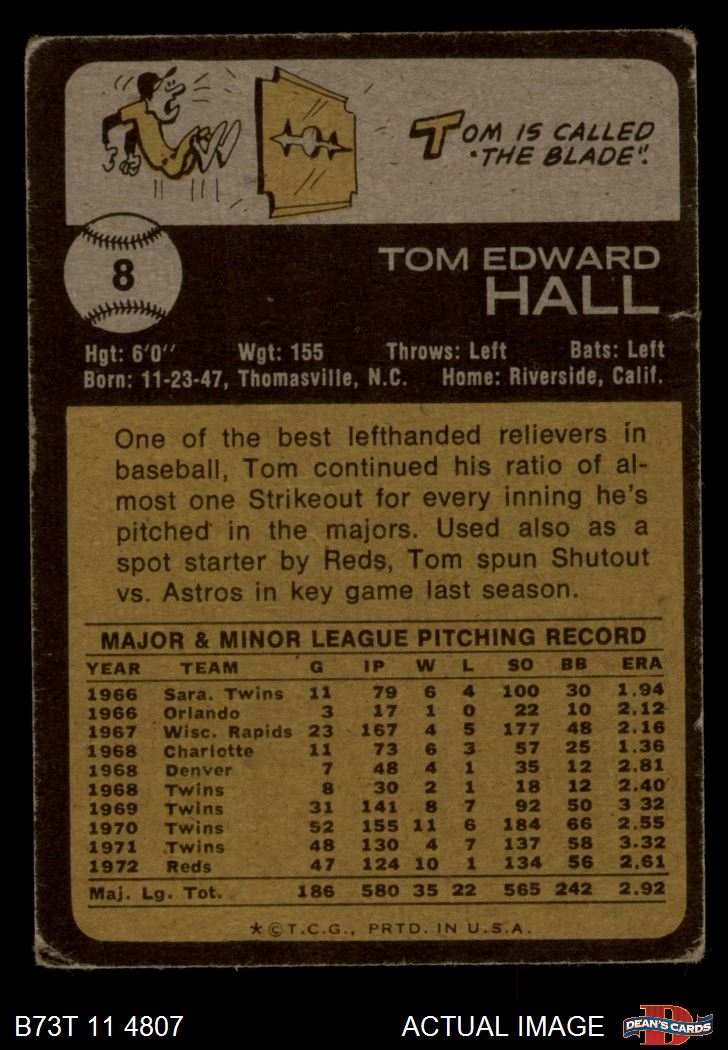 TOM IS CALLED
"THE BLADE".
8
TOM EDWARD
HALL
Hgt: 6'0" Wgt: 155 Throws: Left Bats: Left
Born: 11-23-47, Thomasville, N.C. Home: Riverside, Calif.
One of the best lefthanded relievers in
baseball, Tom continued his ratio of al-
most one Strikeout for every inning he's
pitched in the majors. Used also as a
spot starter by Reds, Tom spun Shutout
vs. Astros in key game last season.
MAJOR & MINOR LEAGUE PITCHING RECORD
YEAR TEAM G IP W L SO BB ERA
1966 Sara. Twins 11 79 6 4 100 30 1.94
1966 Orlando 3 17 1 0 22 10 2.12
1967 Wisc. Rapids 23 167 4 5 177 48 2.16
1968 Charlotte 11 73 6 3 57 25 1.36
1968 Denver 7 48 4 1 35 12 2.81
1968 Twins 8 30 2 1 18 12 2.40
1969 Twins 31 141 8 7 92 50 3 32
1970 Twins 52 155 11 6 184 66 2.55
1971 Twins 48 130 4 7 137 58 3.32
1972 Reds 47 124 10 1 134 56 2.61
Maj. Lg. Tot. 186 580 35 22 565 242 2.92
*©T.C.G., PRTD. IN U.S.A.
B73T 11 4807 ACTUAL IMAGE DEAN'S CARDS